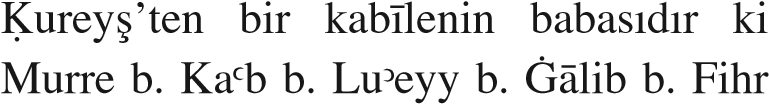 Ḳureyş’ten bir kabīlenin babasıdır ki
Murre b. Kaᶜb b. Luᵓeyy b. Ġālib b. Fihr